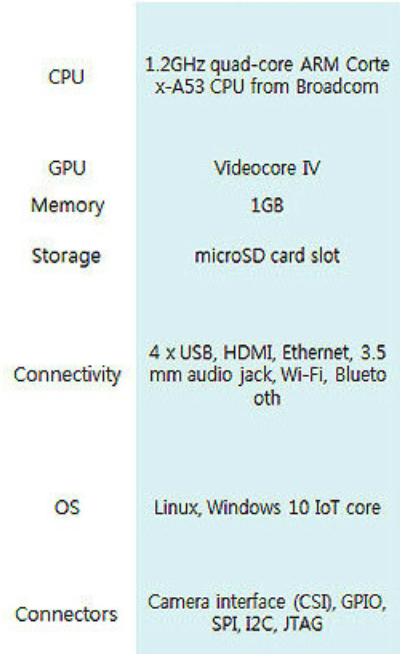 CPU
1.2GHz quad-core ARM Corte
x-A53 CPU from Broadcom
GPU
Videocore IV
Memory
1GB
Storage
microSD card slot
Connectivity
4 x USB, HDMI, Ethernet, 3.5
mm audio jack, Wi-Fi, Blueto
oth
OS
Linux, Windows 10 IoT core
Connectors
Camera interface (CSI), GPIO,
SPI, I2C, JTAG